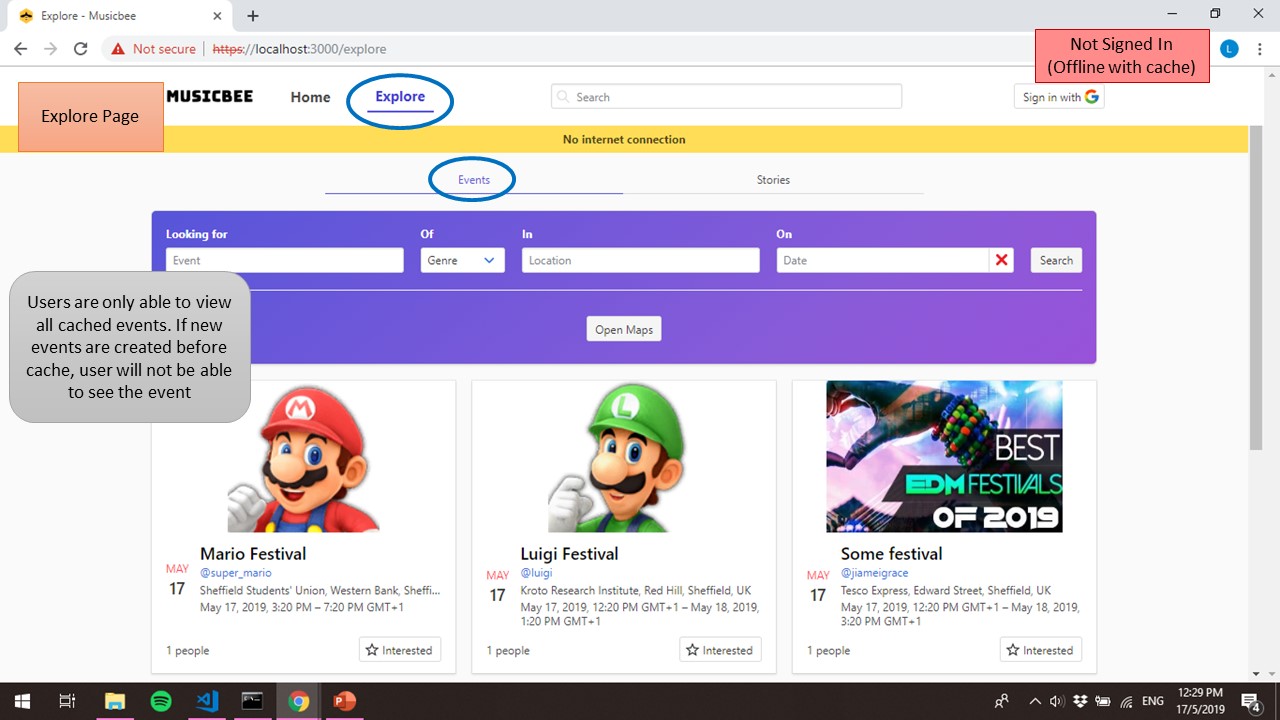 Explore - Musicbee
Not secure
https://localhost:3000/explore
L
Not Signed In
(Offline with cache)
Explore Page
MUSICBEE
Home
Explore
Search
Sign in with
No internet connection
Events
Stories
Looking for
Of
In
On
Event
Genre
Location
Date
Search
Open Maps
Users are only able to view
all cached events. If new
events are created before
cache, user will not be able
to see the event
M
L
BEST
EDM FESTIVALS
OF 2019
MAY
17
Mario Festival
@super_mario
Sheffield Students' Union, Western Bank, Sheffi...
May 17, 2019, 3:20 PM – 7:20 PM GMT+1
1 people
Interested
MAY
17
Luigi Festival
@luigi
Kroto Research Institute, Red Hill, Sheffield, UK
May 17, 2019, 12:20 PM GMT+1 – May 18, 2019,
1:20 PM GMT+1
1 people
Interested
MAY
17
Some festival
@jiameigrace
Tesco Express, Edward Street, Sheffield, UK
May 17, 2019, 12:20 PM GMT+1 – May 18, 2019,
3:20 PM GMT+1
1 people
Interested
ENG
12:29 PM
17/5/2019
4